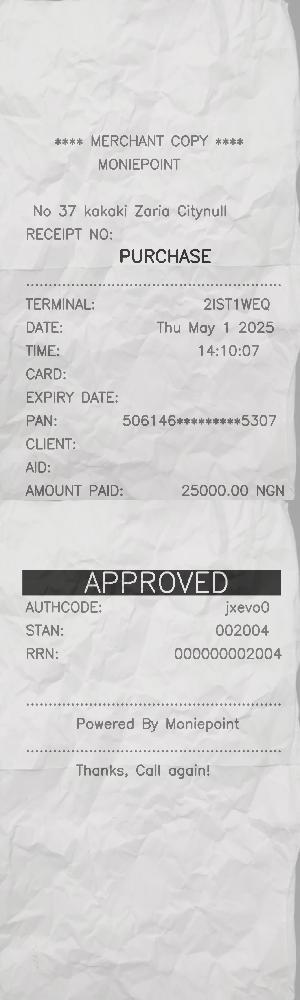 **** MERCHANT COPY ****
MONIEPOINT
No 37 kakaki Zaria Citynull
RECEIPT NO:
PURCHASE
TERMINAL: 2IST1WEQ
DATE: Thu May 1 2025
TIME: 14:10:07
CARD:
EXPIRY DATE:
PAN: 506146*********5307
CLIENT:
AID:
AMOUNT PAID: 25000.00 NGN
APPROVED
AUTHCODE: jxevo0
STAN: 002004
RRN: 000000002004
Powered By Moniepoint
Thanks, Call again!